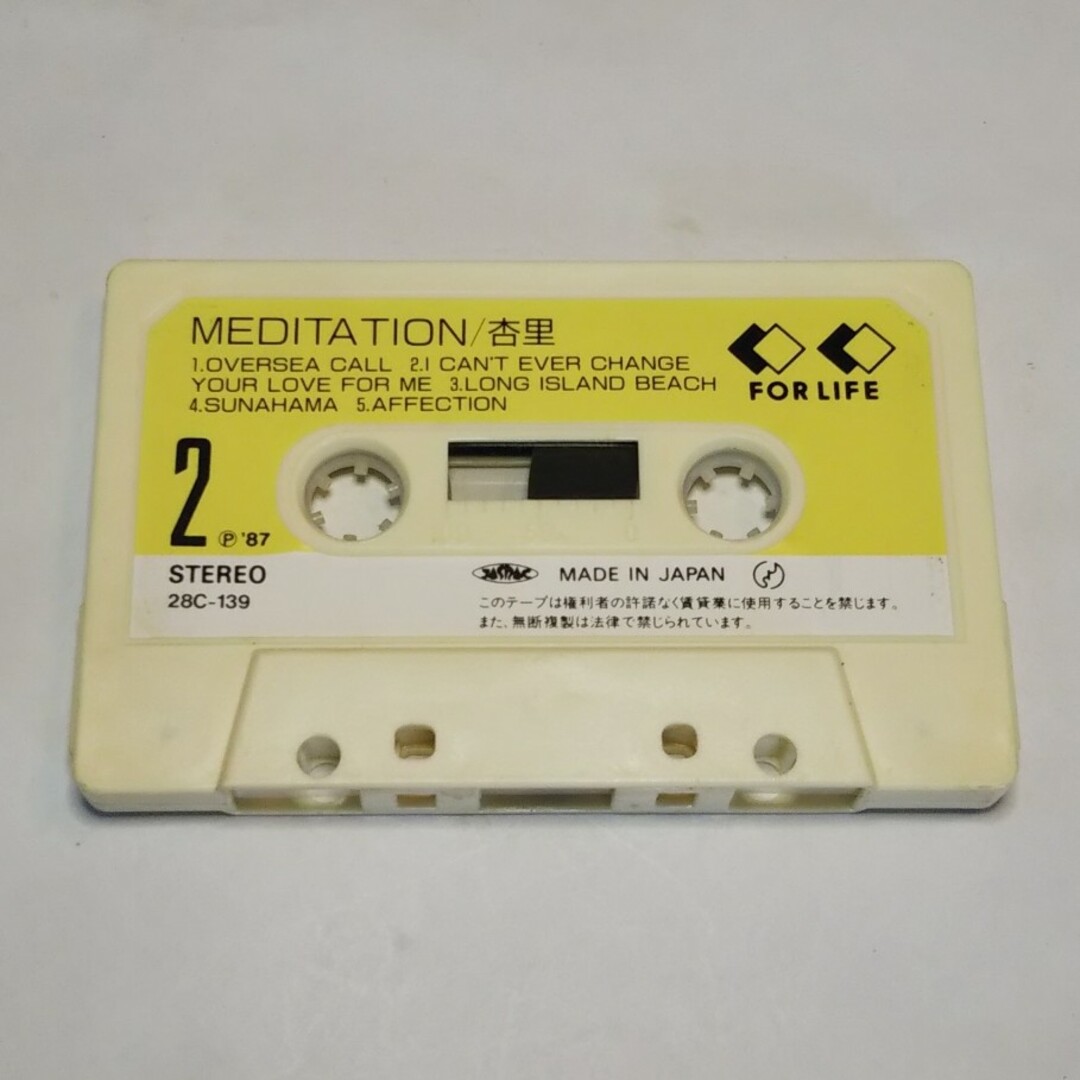 MEDITATION/杏里
1.OVERSEA CALL 2.I CAN'T EVER CHANGE
YOUR LOVE FOR ME 3.LONG ISLAND BEACH
4.SUNAHAMA 5.AFFECTION
FOR LIFE
2
Ⓟ'87
STEREO
28C-139
JASRAC MADE IN JAPAN
このテープは権利者の許諾なく賃貸業に使用することを禁じます。
また、無断複製は法律で禁じられています。